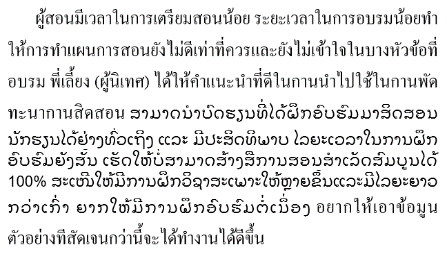 ผู้สอนมีเวลาในการเตรียมสอนน้อย ระยะเวลาในการอบรมน้อยทำ
ให้การทำแผนการสอนยังไม่ดีเท่าที่ควรและยังไม่เข้าใจในบางหัวข้อที่
อบรม พี่เลี้ยง (ผู้นิเทศ) ได้ให้คำแนะนำที่ดีในกานนำไปใช้ในกานพัด
ทะนาการสิดสอน ສາມາດນຳບົດຮຽນທີ່ໄດ້ຝຶກອົບຮົມມາສິດສອນ
ນັກຮຽນໄດ້ຢ່າງທົ່ວເຖິງ ແລະ ມີປະສິດທິພາບ ໄລຍະເວລາໃນການຝຶກ
ອົບຮົມຍັງສັ້ນ ເຮັດໃຫ້ບໍ່ສາມາດສ້າງສື່ການສອນສຳເລັດສົມບູນໄດ້
100% ສະເໜີໃຫ້ມີການຝຶກວິຊາສະເພາະໃຫ້ຫຼາຍຂຶ້ນແລະມີໄລຍະຍາວ
ກວ່າເກົ່າ ຍາກໃຫ້ມີການຝຶກອົບຮົມຕໍ່ເນື່ອງ อยากให้เอาข้อมูน
ตัวอย่างทีสัดเจนกว่านี้จะได้ทำงานได้ดีขึ้น